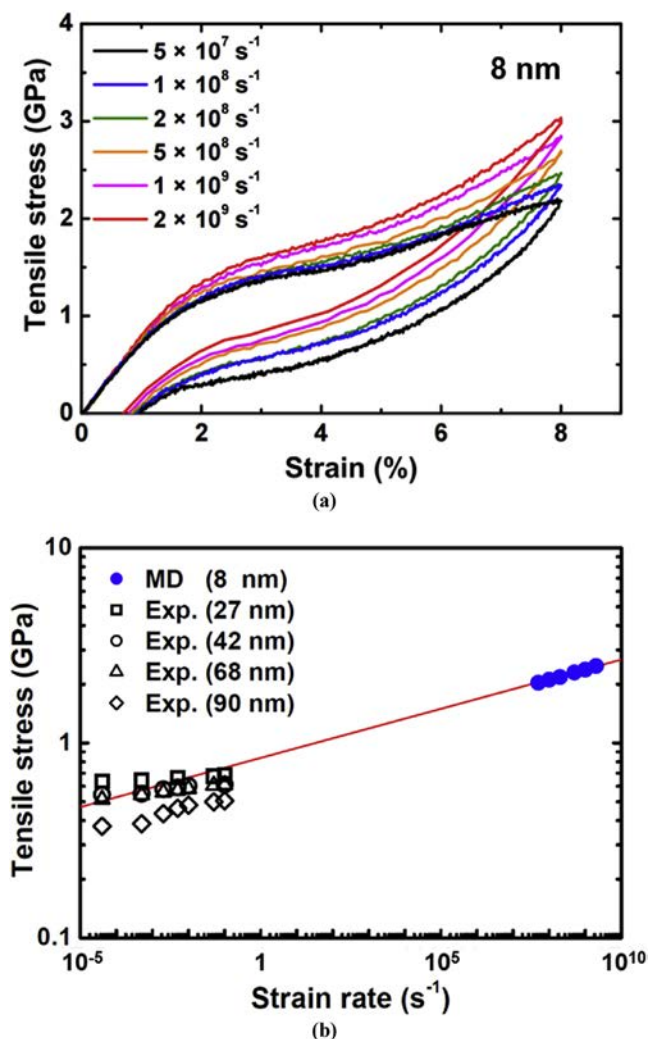 (a)
Tensile stress (GPa)
4
3
2
1
0
5 × 10⁷ s⁻¹
1 × 10⁸ s⁻¹
2 × 10⁸ s⁻¹
5 × 10⁸ s⁻¹
1 × 10⁹ s⁻¹
2 × 10⁹ s⁻¹
8 nm
0 2 4 6 8
Strain (%)
(a)
Tensile stress (GPa)
10
1
0.1
MD (8 nm)
Exp. (27 nm)
Exp. (42 nm)
Exp. (68 nm)
Exp. (90 nm)
10⁻⁵ 1 10⁵ 10¹⁰
Strain rate (s⁻¹)
(b)